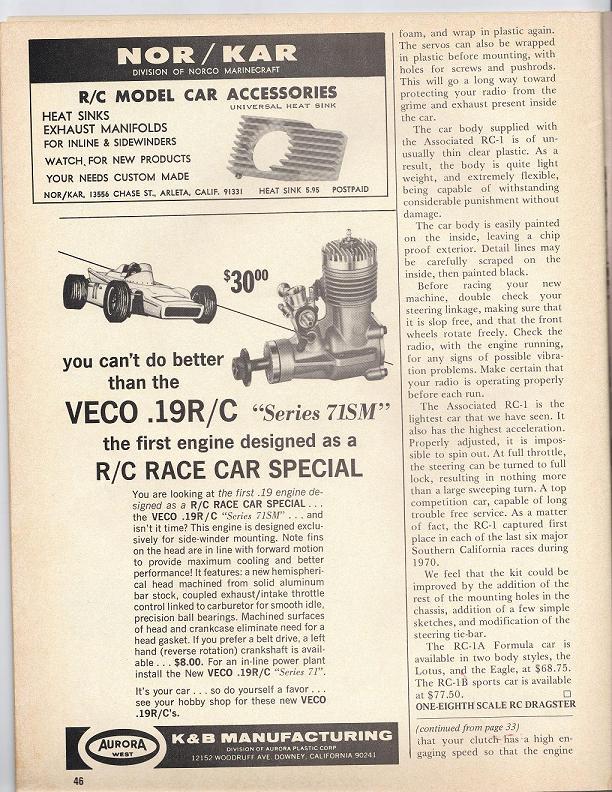 NOR/KAR
DIVISION OF NORCO MARINECRAFT
R/C MODEL CAR ACCESSORIES
UNIVERSAL HEAT SINK
HEAT SINKS
EXHAUST MANIFOLDS
FOR INLINE & SIDEWINDERS
WATCH FOR NEW PRODUCTS
YOUR NEEDS CUSTOM MADE
NOR/KAR, 13556 CHASE ST., ARLETA, CALIF. 91331 HEAT SINK 5.95 POSTPAID
$30.00
you can't do better
than the
VECO .19R/C "Series 71SM"
the first engine designed as a
R/C RACE CAR SPECIAL
You are looking at the first .19 engine de-
signed as a R/C RACE CAR SPECIAL . . .
the VECO .19R/C "Series 71SM" . . . and
isn't it time? This engine is designed exclu-
sively for side-winder mounting. Note fins
on the head are in line with forward motion
to provide maximum cooling and better
performance! It features: a new hemispheri-
cal head machined from solid aluminum
bar stock, coupled exhaust/intake throttle
control linked to carburetor for smooth idle,
precision ball bearings. Machined surfaces
of head and crankcase eliminate need for a
head gasket. If you prefer a belt drive, a left
hand (reverse rotation) crankshaft is avail-
able . . . $8.00. For an in-line power plant
install the New VECO .19R/C "Series 71".
It's your car . . . so do yourself a favor . . .
see your hobby shop for these new VECO
.19R/C's.
AURORA
WEST
K&B MANUFACTURING
DIVISION OF AURORA PLASTIC CORP
12152 WOODRUFF AVE. DOWNEY, CALIFORNIA 90241
46
foam, and wrap in plastic again.
The servos can also be wrapped
in plastic before mounting, with
holes for screws and pushrods.
This will go a long way toward
protecting your radio from the
grime and exhaust present inside
the car.
The car body supplied with
the Associated RC-1 is of un-
usually thin clear plastic. As a
result, the body is quite light
weight, and extremely flexible,
being capable of withstanding
considerable punishment without
damage.
The car body is easily painted
on the inside, leaving a chip
proof exterior. Detail lines may
be carefully scraped on the
inside, then painted black.
Before racing your new
machine, double check your
steering linkage, making sure that
it is slop free, and that the front
wheels rotate freely. Check the
radio, with the engine running,
for any signs of possible vibra-
tion problems. Make certain that
your radio is operating properly
before each run.
The Associated RC-1 is the
lightest car that we have seen. It
also has the highest acceleration.
Properly adjusted, it is impos-
sible to spin out. At full throttle,
the steering can be turned to full
lock, resulting in nothing more
than a large sweeping turn. A top
competition car, capable of long
trouble free service. As a matter
of fact, the RC-1 captured first
place in each of the last six major
Southern California races during
1970.
We feel that the kit could be
improved by the addition of the
rest of the mounting holes in the
chassis, addition of a few simple
sketches, and modification of the
steering tie-bar.
The RC-1A Formula car is
available in two body styles, the
Lotus, and the Eagle, at $68.75.
The RC-1B sports car is available
at $77.50.
ONE-EIGHTH SCALE RC DRAGSTER
(continued from page 33)
that your clutch has a high en-
gaging speed so that the engine